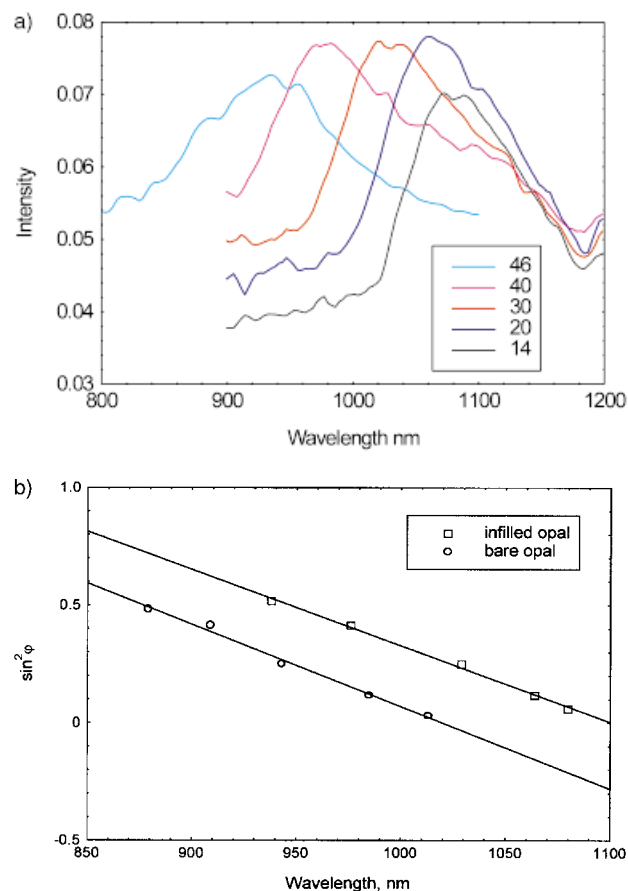 a)
0.08
0.07
0.06
0.05
0.04
0.03
Intensity
46
40
30
20
14
800 900 1000 1100 1200
Wavelength nm
b)
1.0
0.5
0
-0.5
sin²φ
infilled opal
bare opal
850 900 950 1000 1050 1100
Wavelength, nm